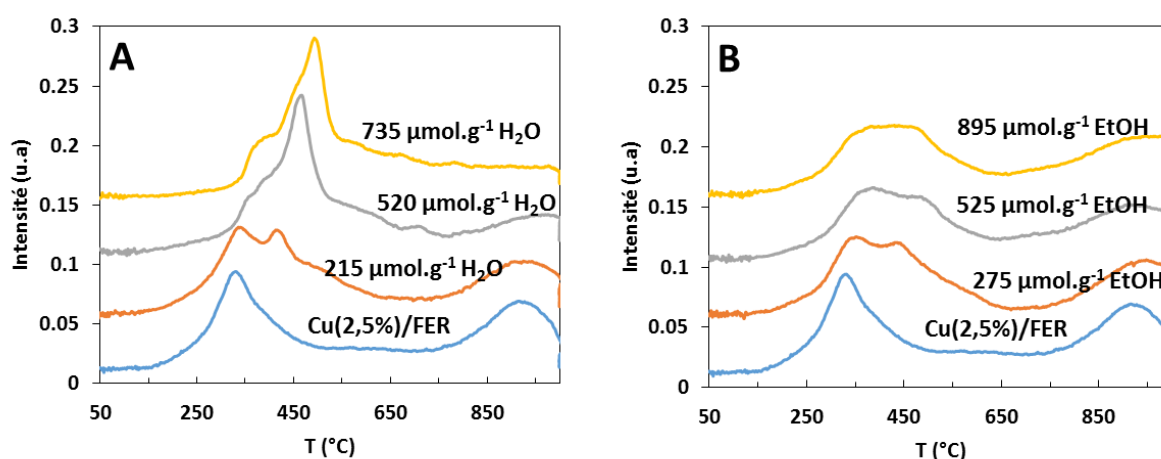 A
Intensité (u.a)
0.3
0.25
0.2
0.15
0.1
0.05
0
735 µmol.g⁻¹ H₂O
520 µmol.g⁻¹ H₂O
215 µmol.g⁻¹ H₂O
Cu(2,5%)/FER
50 250 450 650 850
T (°C)
B
Intensité (u.a)
0.3
0.25
0.2
0.15
0.1
0.05
0
895 µmol.g⁻¹ EtOH
525 µmol.g⁻¹ EtOH
275 µmol.g⁻¹ EtOH
Cu(2,5%)/FER
50 250 450 650 850
T (°C)